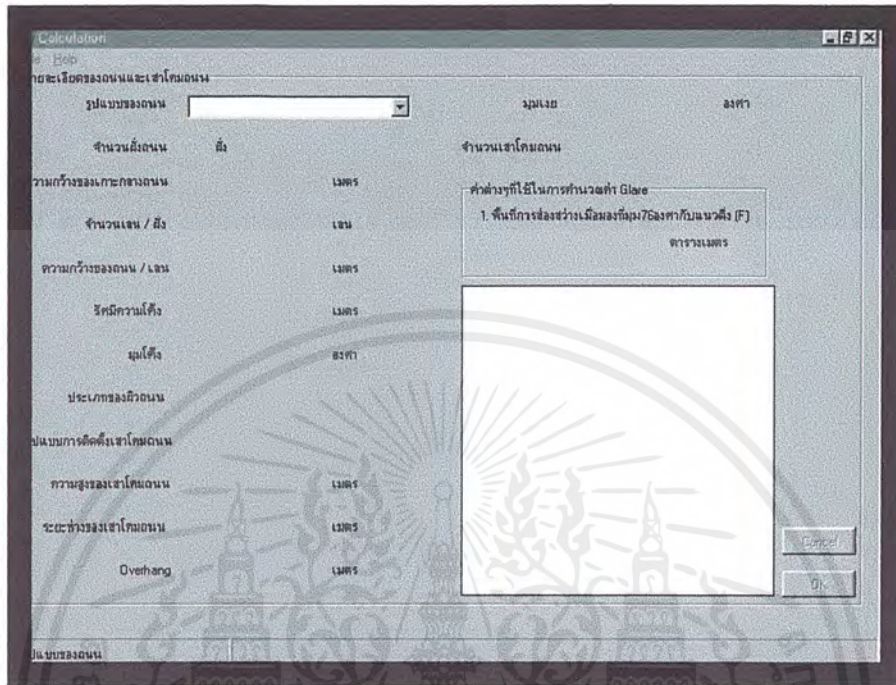 Calculation
Help
ายละเอียดของถนนและเสาโคมถนน
รูปแบบของถนน
มุมเงย องศา
จำนวนฝั่งถนน ฝั่ง
จำนวนเสาโคมถนน
วามกว้างของเกาะกลางถนน เมตร
ค่าต่างๆที่ใช้ในการคำนวณค่า Glare
จำนวนเลน / ฝั่ง เลน
1. พื้นที่การส่องสว่างเมื่อมองที่มุม76องศากับแนวดิ่ง (F)
ตารางเมตร
ความกว้างของถนน / เลน เมตร
รัศมีความโค้ง เมตร
มุมโค้ง องศา
ประเภทของผิวถนน
ปแบบการติดตั้งเสาโคมถนน
ความสูงของเสาโคมถนน เมตร
ระยะห่างของเสาโคมถนน เมตร
Cancel
Overhang เมตร
OK
ปแบบของถนน